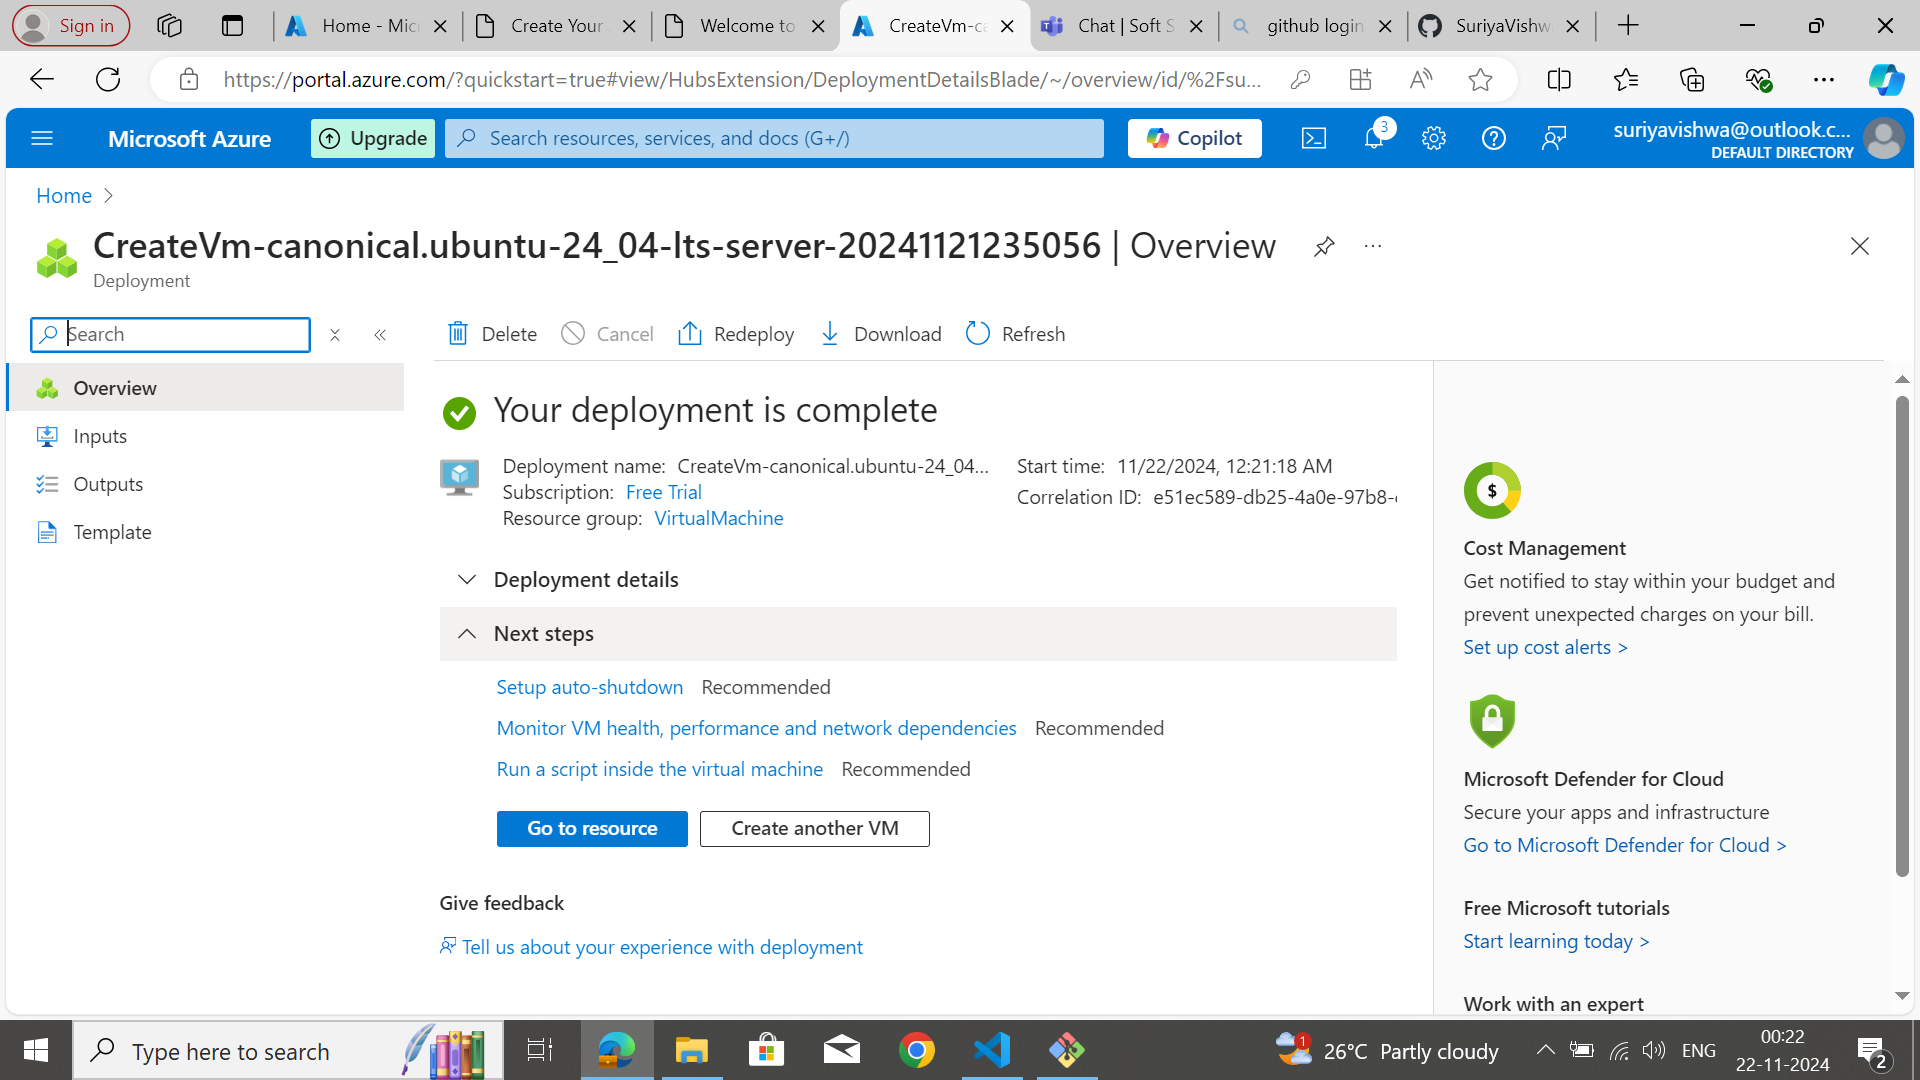 Sign in
Home - Mic
Create Your
Welcome to
CreateVm-ca
Chat | Soft S
github login
SuriyaVishw
https://portal.azure.com/?quickstart=true#view/HubsExtension/DeploymentDetailsBlade/~/overview/id/%2Fsu...
Microsoft Azure
Upgrade
Search resources, services, and docs (G+/)
Copilot
3
suriyavishwa@outlook.c...
DEFAULT DIRECTORY
Home
CreateVm-canonical.ubuntu-24_04-lts-server-20241121235056 | Overview
Deployment
Search
Delete
Cancel
Redeploy
Download
Refresh
Overview
Inputs
Outputs
Template
Your deployment is complete
Deployment name: CreateVm-canonical.ubuntu-24_04...
Subscription: Free Trial
Resource group: VirtualMachine
Start time: 11/22/2024, 12:21:18 AM
Correlation ID: e51ec589-db25-4a0e-97b8-
Deployment details
Next steps
Setup auto-shutdown Recommended
Monitor VM health, performance and network dependencies Recommended
Run a script inside the virtual machine Recommended
Go to resource
Create another VM
Give feedback
Tell us about your experience with deployment
$
Cost Management
Get notified to stay within your budget and
prevent unexpected charges on your bill.
Set up cost alerts >
Microsoft Defender for Cloud
Secure your apps and infrastructure
Go to Microsoft Defender for Cloud >
Free Microsoft tutorials
Start learning today >
Work with an expert
Type here to search
1
26°C Partly cloudy
ENG
00:22
22-11-2024
2